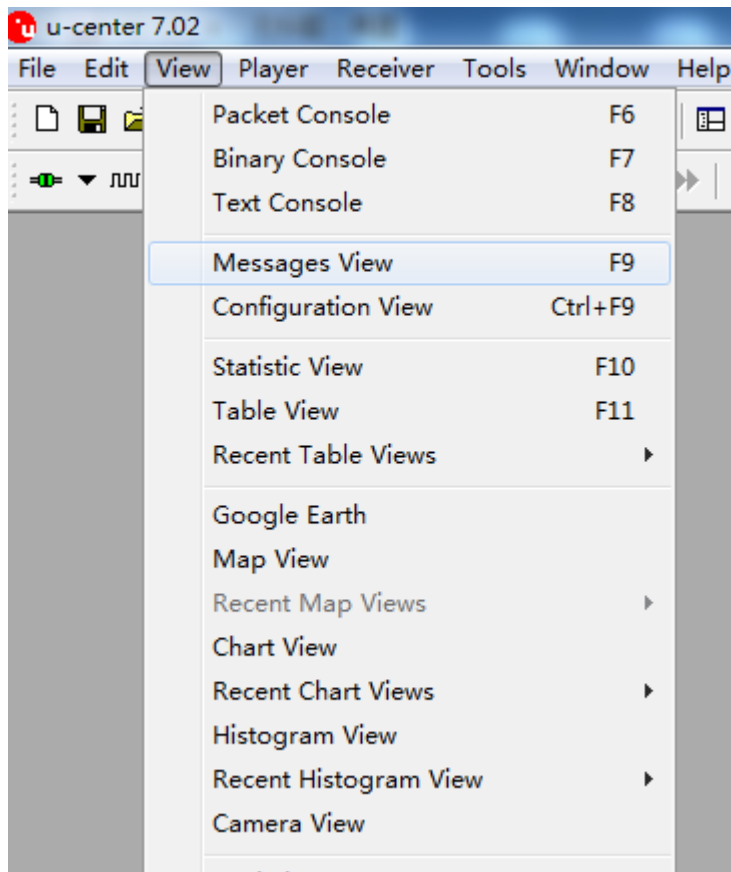 u-center 7.02
File Edit View Player Receiver Tools Window Help
Packet Console F6
Binary Console F7
Text Console F8
Messages View F9
Configuration View Ctrl+F9
Statistic View F10
Table View F11
Recent Table Views
Google Earth
Map View
Recent Map Views
Chart View
Recent Chart Views
Histogram View
Recent Histogram View
Camera View